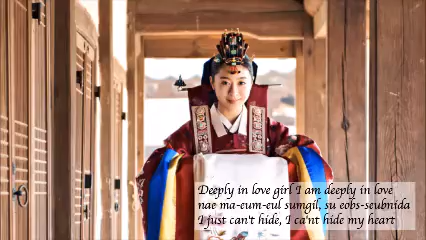 Deeply in love girl I am deeply in love
nae ma-eum-eul sumgil, su eobs-seubnida
I just can't hide, I ca'nt hide my heart